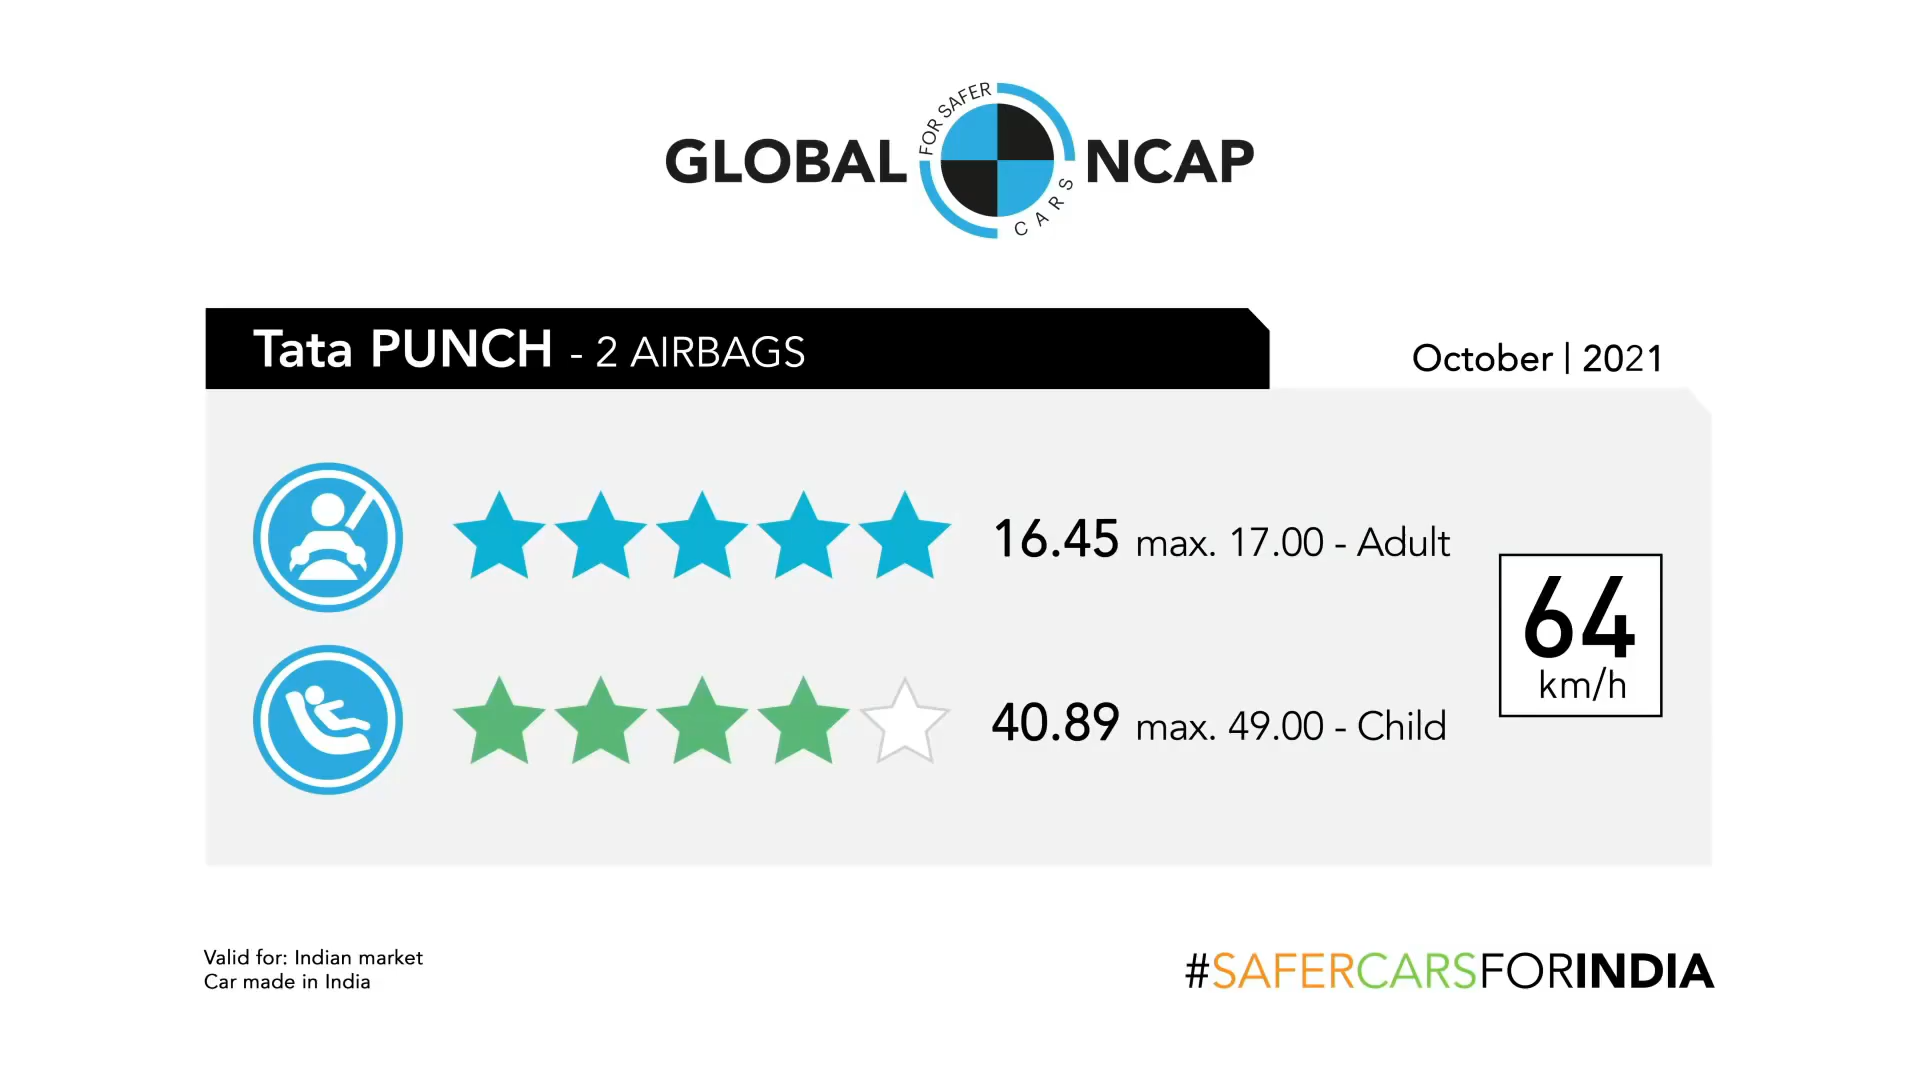 GLOBAL FOR SAFER CARS NCAP
Tata PUNCH - 2 AIRBAGS
October | 2021
16.45 max. 17.00 - Adult
40.89 max. 49.00 - Child
64
km/h
Valid for: Indian market
Car made in India
#SAFERCARSFORINDIA